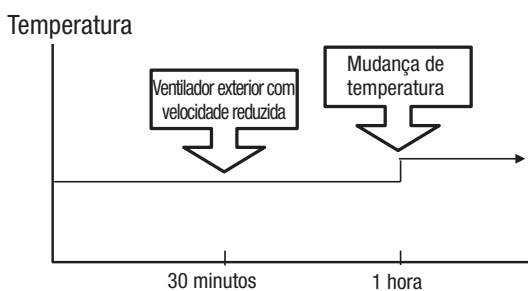 Temperatura
Ventilador exterior com
velocidade reduzida
Mudança de
temperatura
30 minutos
1 hora